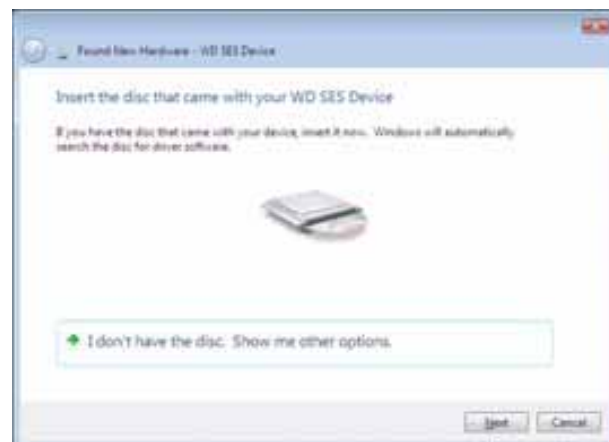 Found New Hardware - WD SES Device
Insert the disc that came with your WD SES Device
If you have the disc that came with your device, insert it now. Windows will automatically
search the disc for driver software.
I don't have the disc. Show me other options.
Next
Cancel